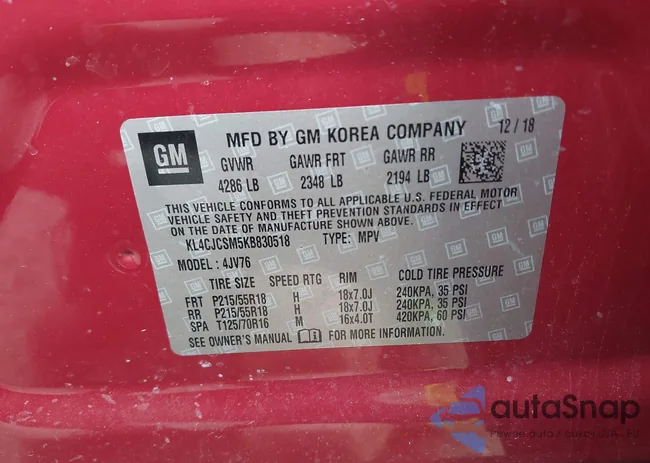 GM
MFD BY GM KOREA COMPANY 12/18
GVWR GAWR FRT GAWR RR
4286 LB 2348 LB 2194 LB
THIS VEHICLE CONFORMS TO ALL APPLICABLE U.S. FEDERAL MOTOR
VEHICLE SAFETY AND THEFT PREVENTION STANDARDS IN EFFECT
ON THE DATE OF MANUFACTURE SHOWN ABOVE.
KL4CJCSM5KB830518 TYPE: MPV
MODEL: 4JV76
TIRE SIZE SPEED RTG RIM COLD TIRE PRESSURE
FRT P215/55R18 H 18x7.0J 240KPA, 35 PSI
RR P215/55R18 H 18x7.0J 240KPA, 35 PSI
SPA T125/70R16 M 16x4.0T 420KPA, 60 PSI
SEE OWNER'S MANUAL FOR MORE INFORMATION.
autaSnap